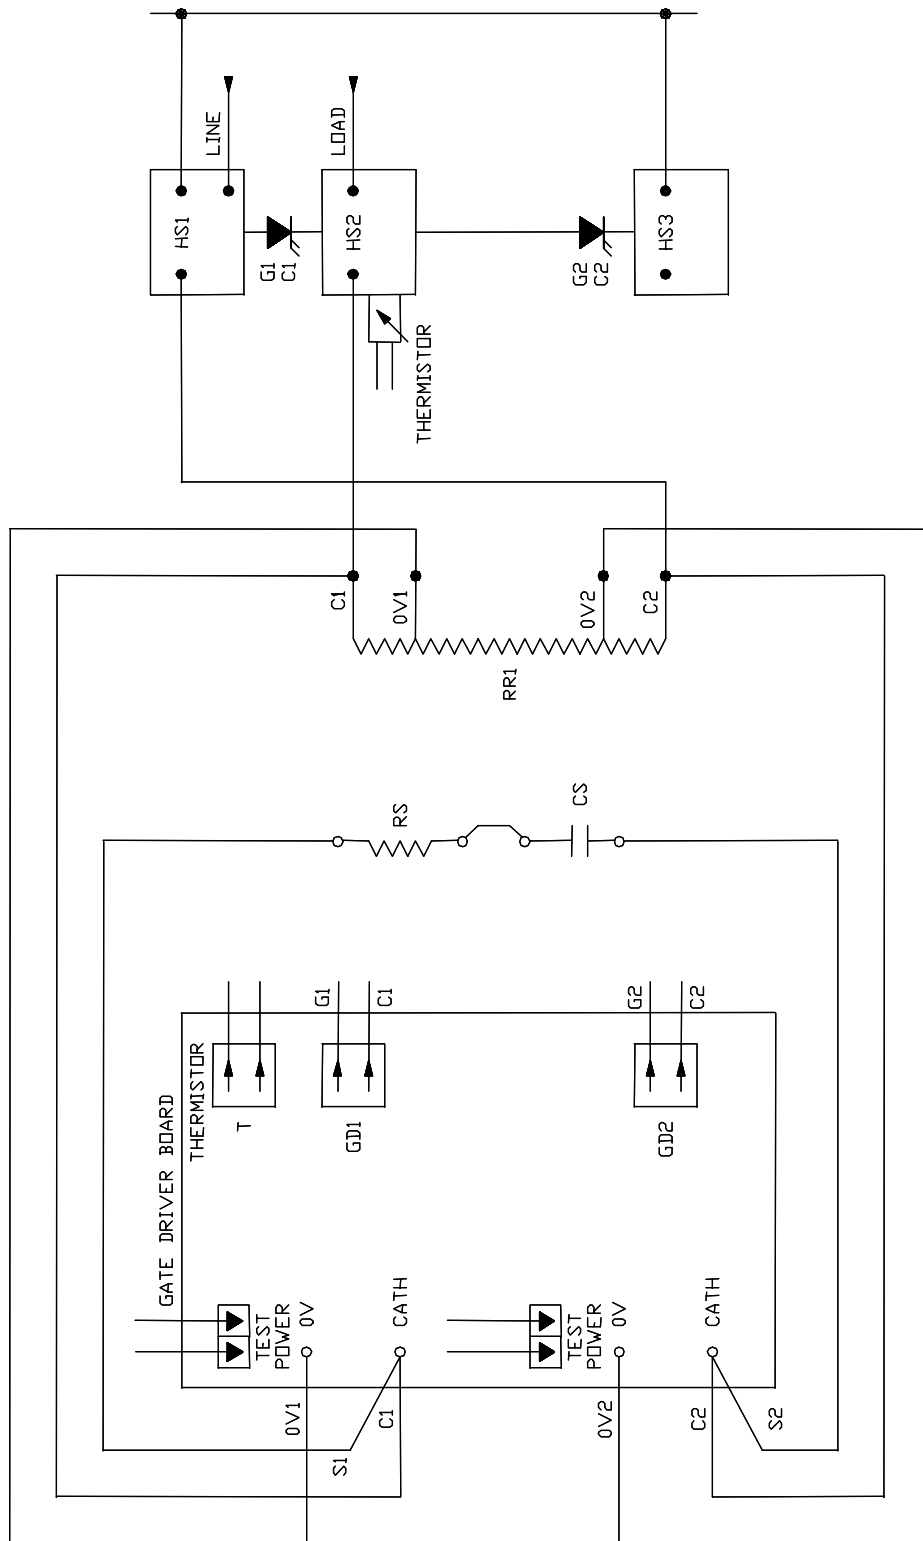 LINE
LOAD
HS1
HS2
HS3
G1
C1
G2
C2
THERMISTOR
C1
0V1
0V2
C2
RR1
RS
CS
G1
C1
G2
C2
THERMISTOR
T
GD1
GD2
GATE DRIVER BOARD
TEST
POWER
0V
CATH
TEST
POWER
0V
CATH
0V1
C1
S1
0V2
C2
S2